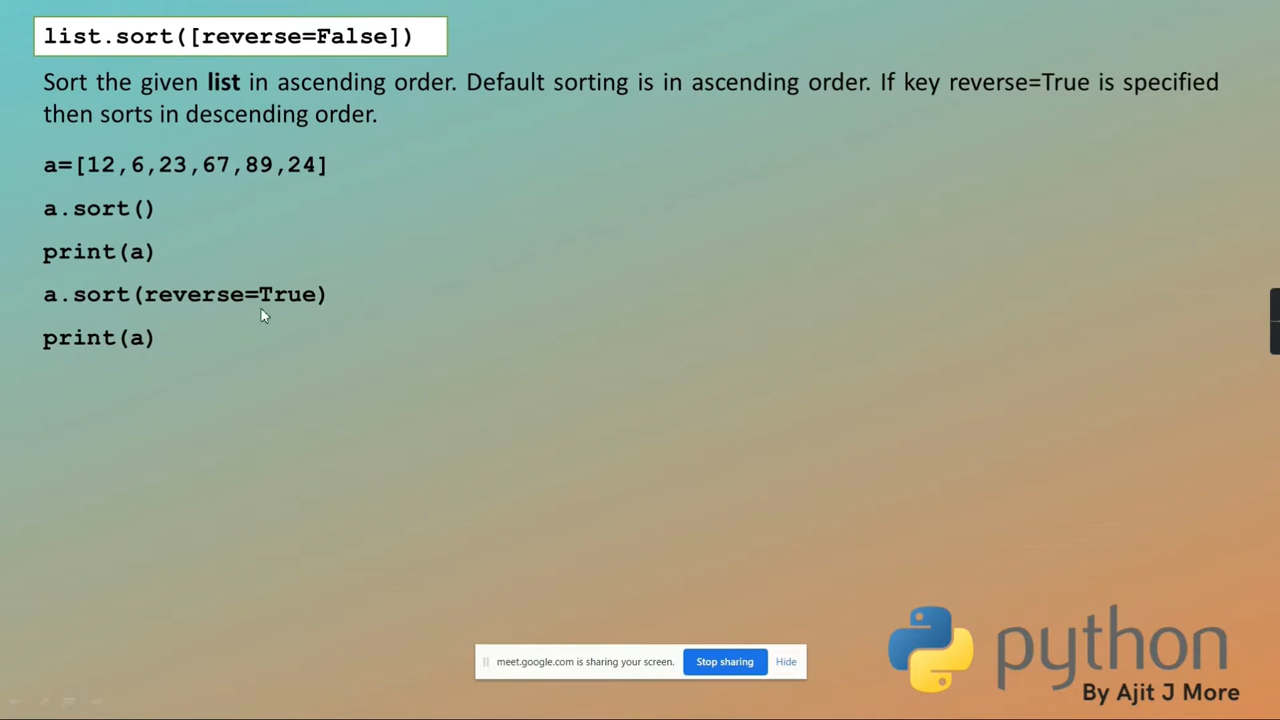 list.sort([reverse=False])
Sort the given list in ascending order. Default sorting is in ascending order. If key reverse=True is specified
then sorts in descending order.
a=[12,6,23,67,89,24]
a.sort()
print(a)
a.sort(reverse=True)
print(a)
python
By Ajit J More
meet.google.com is sharing your screen. Stop sharing Hide